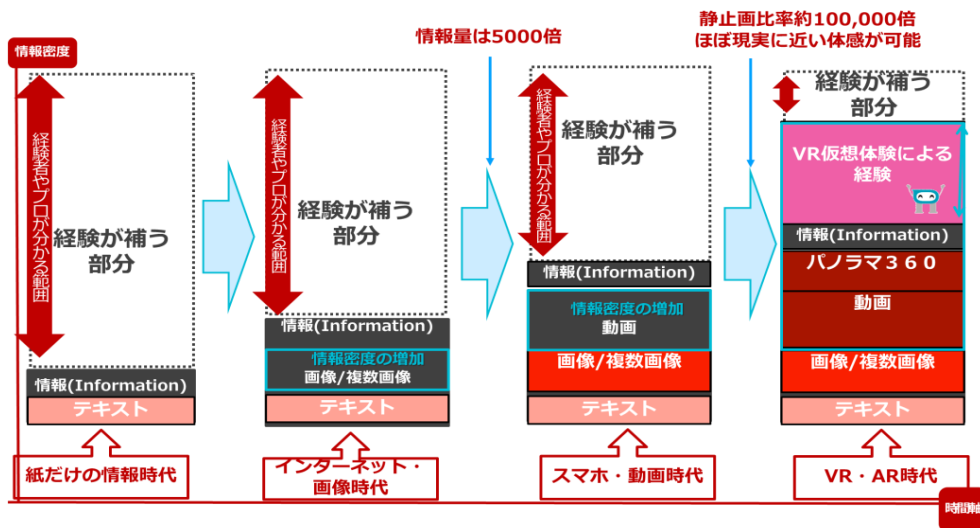 情報密度
情報量は5000倍
静止画比率約100,000倍
ほぼ現実に近い体感が可能
経験者やプロが分かる範囲
経験が補う
部分
情報(Information)
テキスト
紙だけの情報時代
経験者やプロが分かる範囲
経験が補う
部分
情報(Information)
情報密度の増加
画像/複数画像
テキスト
インターネット・
画像時代
経験者やプロが分かる範囲
経験が補う
部分
情報(Information)
情報密度の増加
動画
画像/複数画像
テキスト
スマホ・動画時代
経験が補う
部分
VR仮想体験による
経験
情報(Information)
パノラマ３６０
動画
画像/複数画像
テキスト
VR・AR時代